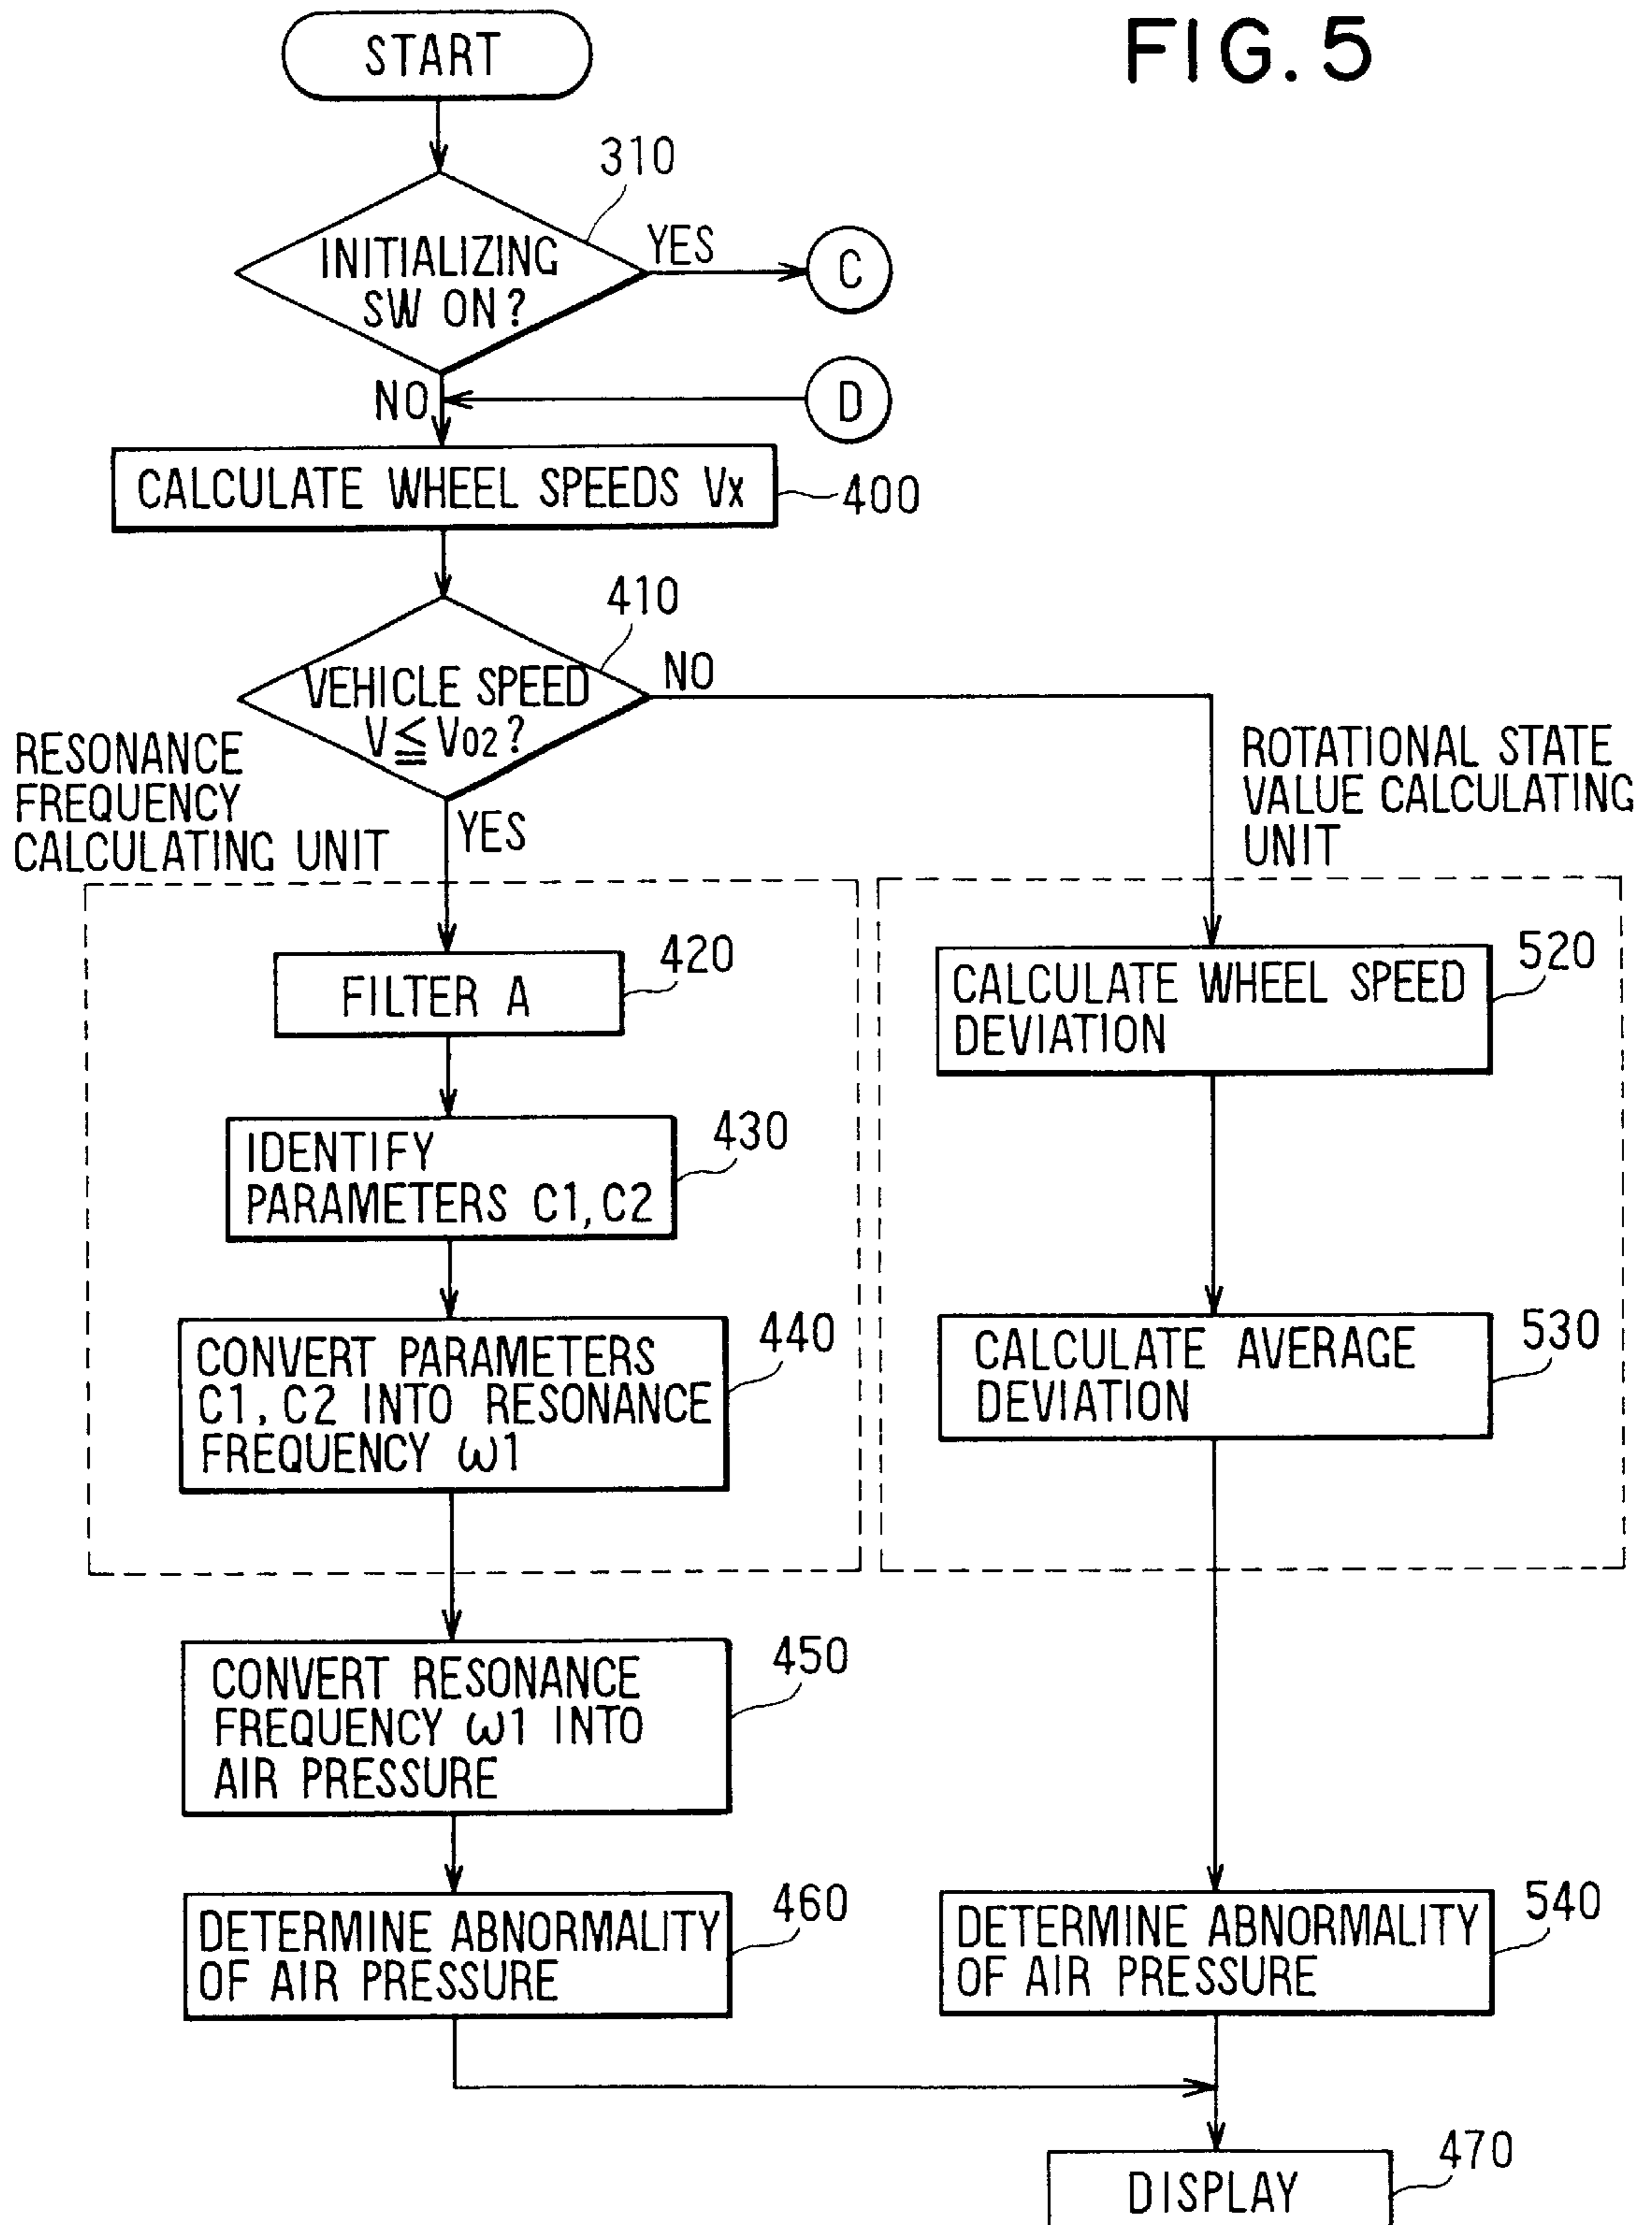 FIG. 5
START
310
INITIALIZING
SW ON?
YES
C
NO
D
CALCULATE WHEEL SPEEDS Vx
400
410
VEHICLE SPEED
V≦V02?
NO
YES
RESONANCE
FREQUENCY
CALCULATING UNIT
ROTATIONAL STATE
VALUE CALCULATING
UNIT
FILTER A
420
CALCULATE WHEEL SPEED
DEVIATION
520
IDENTIFY
PARAMETERS C1, C2
430
CONVERT PARAMETERS
C1, C2 INTO RESONANCE
FREQUENCY ω1
440
CALCULATE AVERAGE
DEVIATION
530
CONVERT RESONANCE
FREQUENCY ω1 INTO
AIR PRESSURE
450
DETERMINE ABNORMALITY
OF AIR PRESSURE
460
DETERMINE ABNORMALITY
OF AIR PRESSURE
540
DISPLAY
470